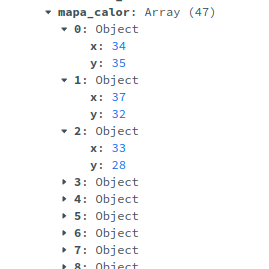 mapa_calor: Array (47)
0: Object
x: 34
y: 35
1: Object
x: 37
y: 32
2: Object
x: 33
y: 28
3: Object
4: Object
5: Object
6: Object
7: Object
8: Object